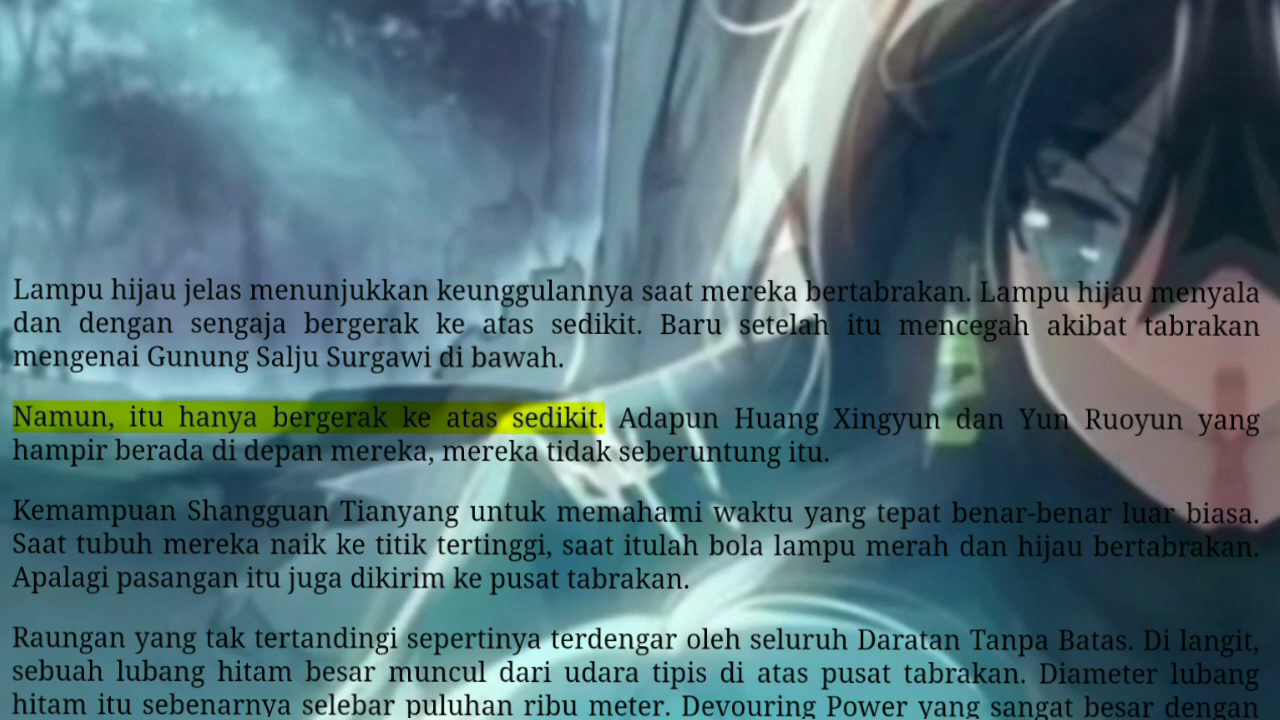 Lampu hijau jelas menunjukkan keunggulannya saat mereka bertabrakan. Lampu hijau menyala
dan dengan sengaja bergerak ke atas sedikit. Baru setelah itu mencegah akibat tabrakan
mengenai Gunung Salju Surgawi di bawah.
Namun, itu hanya bergerak ke atas sedikit. Adapun Huang Xingyun dan Yun Ruoyun yang
hampir berada di depan mereka, mereka tidak seberuntung itu.
Kemampuan Shangguan Tianyang untuk memahami waktu yang tepat benar-benar luar biasa.
Saat tubuh mereka naik ke titik tertinggi, saat itulah bola lampu merah dan hijau bertabrakan.
Apalagi pasangan itu juga dikirim ke pusat tabrakan.
Raungan yang tak tertandingi sepertinya terdengar oleh seluruh Daratan Tanpa Batas. Di langit,
sebuah lubang hitam besar muncul dari udara tipis di atas pusat tabrakan. Diameter lubang
hitam itu sebenarnya selebar puluhan ribu meter. Devouring Power yang sangat besar dengan